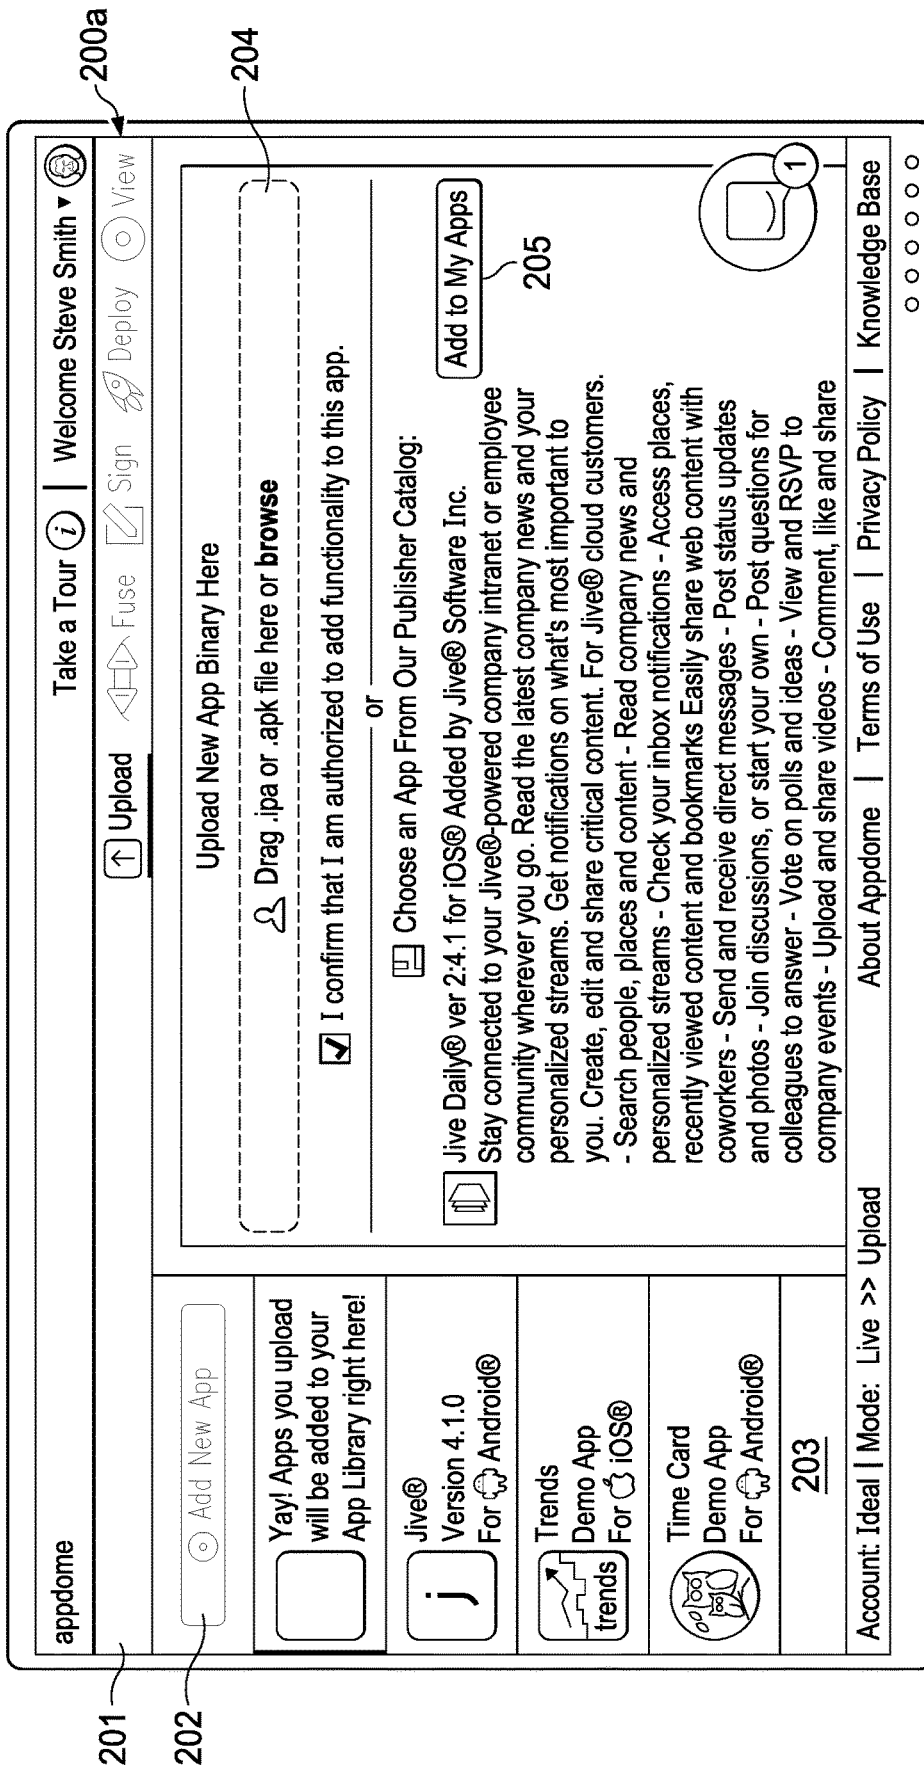 200a
appdome
Take a Tour i | Welcome Steve Smith ▾
201
↑ Upload
Fuse
Sign
Deploy
View
202
Add New App
Yay! Apps you upload
will be added to your
App Library right here!
j
Jive®
Version 4.1.0
For Android®
trends
Trends
Demo App
For iOS®
Time Card
Demo App
For Android®
203
Upload New App Binary Here
204
Drag .ipa or .apk file here or browse
I confirm that I am authorized to add functionality to this app.
or
Choose an App From Our Publisher Catalog:
Jive Daily® ver 2:4.1 for iOS® Added by Jive® Software Inc.
Add to My Apps
205
Stay connected to your Jive®-powered company intranet or employee
community wherever you go. Read the latest company news and your
personalized streams. Get notifications on what's most important to
you. Create, edit and share critical content. For Jive® cloud customers.
- Search people, places and content - Read company news and
personalized streams - Check your inbox notifications - Access places,
recently viewed content and bookmarks Easily share web content with
coworkers - Send and receive direct messages - Post status updates
and photos - Join discussions, or start your own - Post questions for
colleagues to answer - Vote on polls and ideas - View and RSVP to
company events - Upload and share videos - Comment, like and share
1
Account: Ideal | Mode: Live >> Upload
About Appdome | Terms of Use | Privacy Policy | Knowledge Base